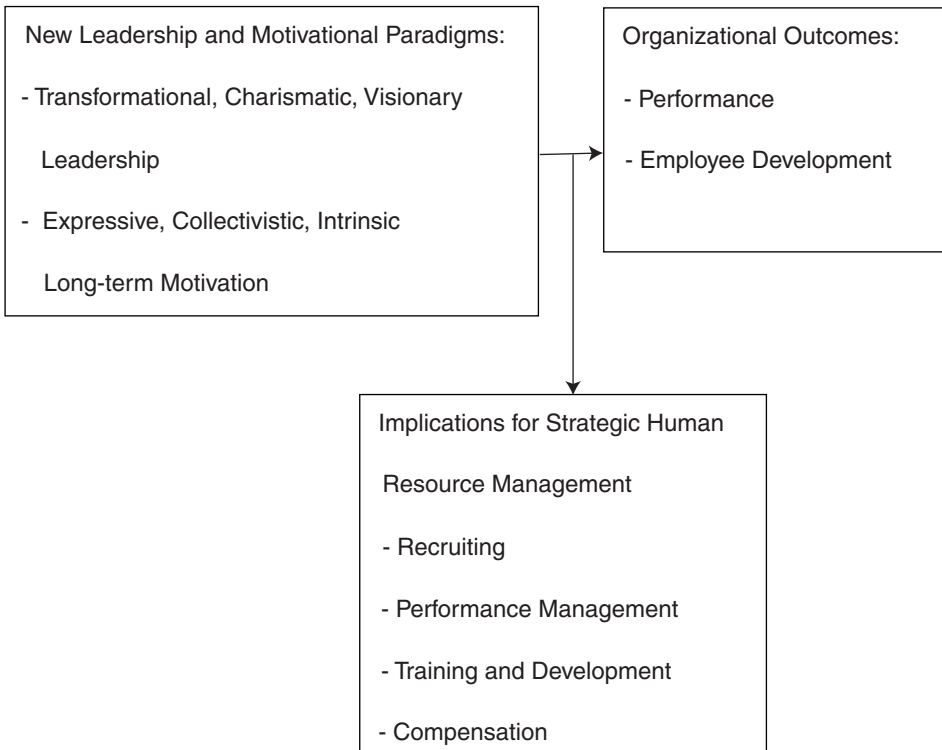 New Leadership and Motivational Paradigms:
- Transformational, Charismatic, Visionary
Leadership
- Expressive, Collectivistic, Intrinsic
Long-term Motivation
Organizational Outcomes:
- Performance
- Employee Development
Implications for Strategic Human
Resource Management
- Recruiting
- Performance Management
- Training and Development
- Compensation